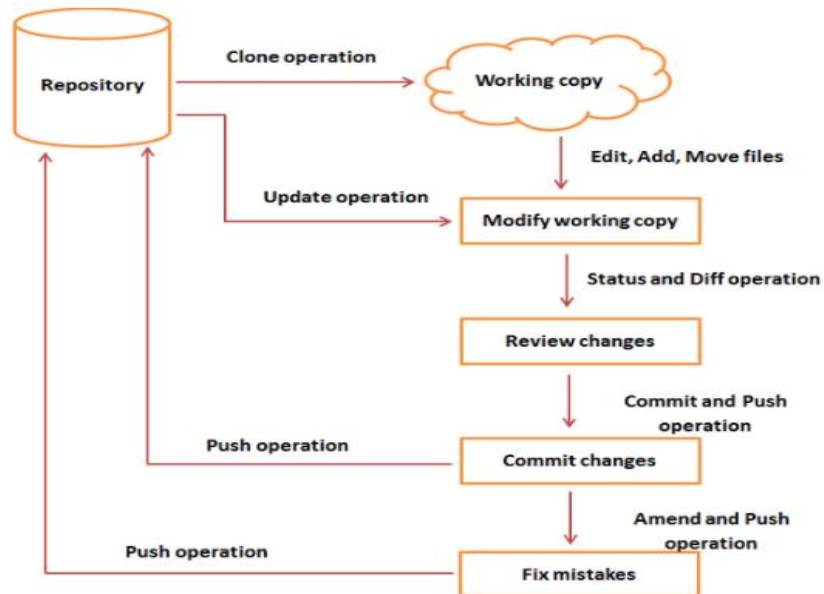 Clone operation
Repository
Working copy
Edit, Add, Move files
Update operation
Modify working copy
Status and Diff operation
Review changes
Commit and Push
operation
Push operation
Commit changes
Amend and Push
operation
Push operation
Fix mistakes